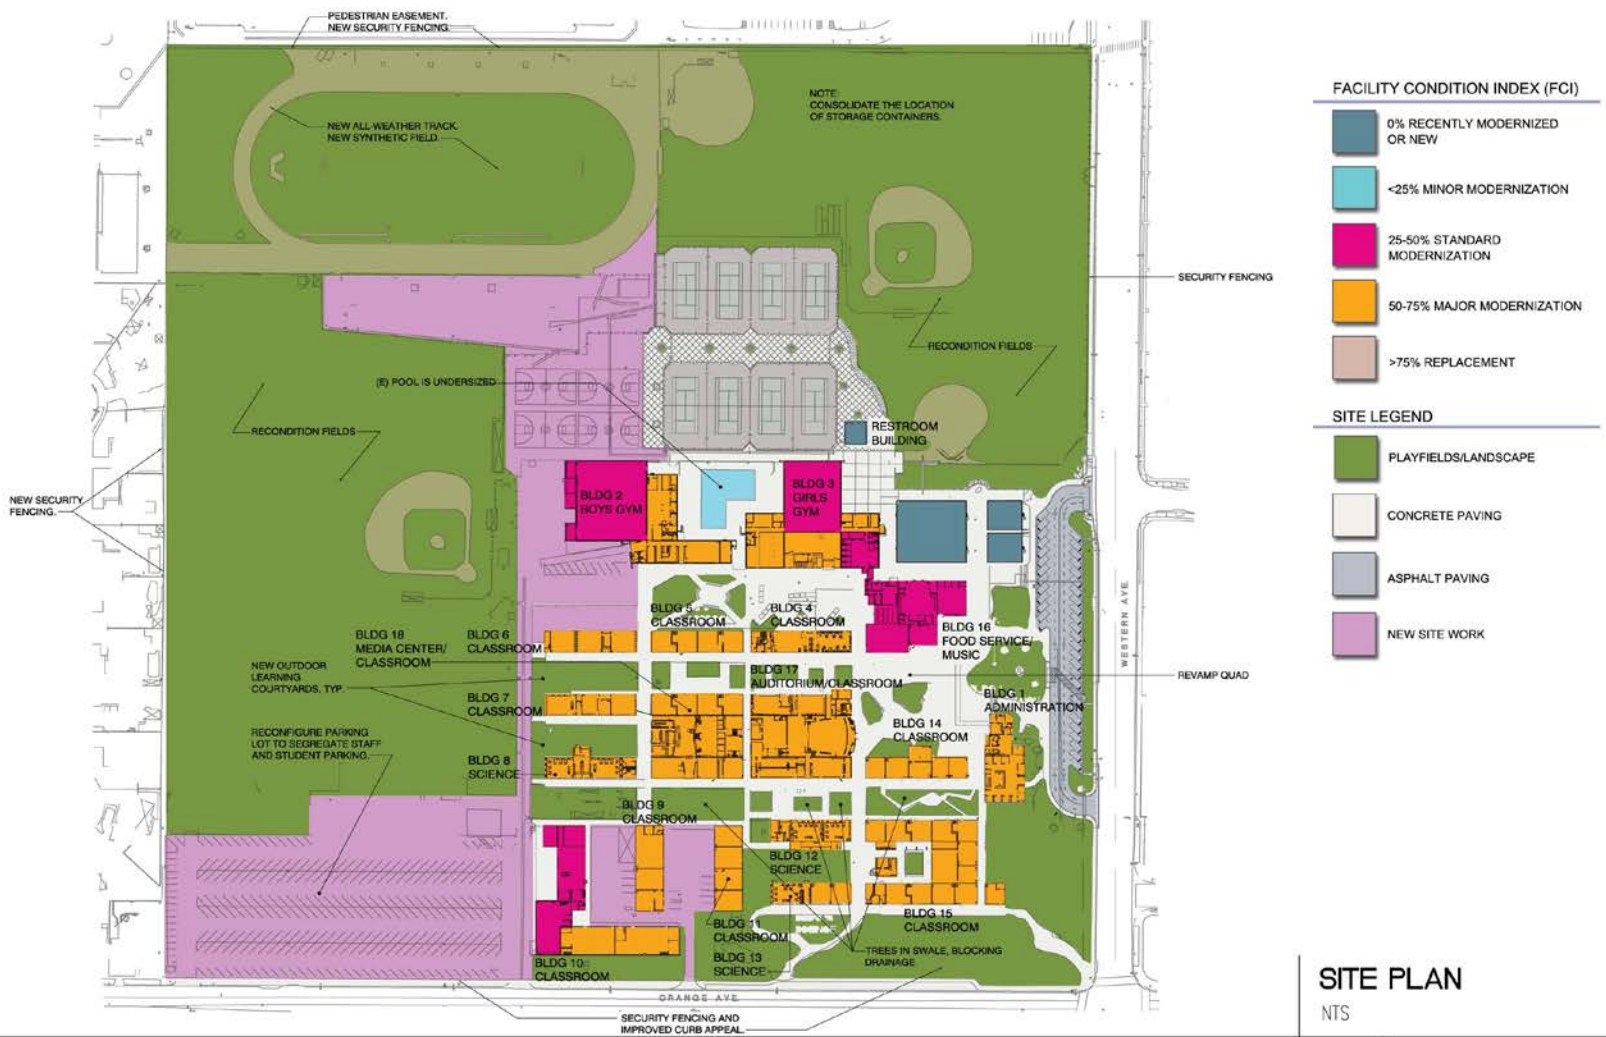 PEDESTRIAN EASEMENT.
NEW SECURITY FENCING.
NOTE:
CONSOLIDATE THE LOCATION
OF STORAGE CONTAINERS.
NEW ALL-WEATHER TRACK.
NEW SYNTHETIC FIELD.
SECURITY FENCING
RECONDITION FIELDS
(E) POOL IS UNDERSIZED
RECONDITION FIELDS
RESTROOM
BUILDING
NEW SECURITY
FENCING.
BLDG 2
BOYS GYM
BLDG 3
GIRLS
GYM
BLDG 5
CLASSROOM
BLDG 4
CLASSROOM
BLDG 16
FOOD SERVICE/
MUSIC
BLDG 18
MEDIA CENTER/
CLASSROOM
BLDG 6
CLASSROOM
NEW OUTDOOR
LEARNING
COURTYARDS, TYP.
BLDG 17
AUDITORIUM/CLASSROOM
REVAMP QUAD
WESTERN AVE.
BLDG 7
CLASSROOM
BLDG 1
ADMINISTRATION
BLDG 14
CLASSROOM
RECONFIGURE PARKING
LOT TO SEGREGATE STAFF
AND STUDENT PARKING.
BLDG 8
SCIENCE
BLDG 9
CLASSROOM
BLDG 12
SCIENCE
BLDG 11
CLASSROOM
BLDG 15
CLASSROOM
BLDG 13
SCIENCE
TREES IN SWALE, BLOCKING
DRAINAGE
BLDG 10
CLASSROOM
ORANGE AVE.
SECURITY FENCING AND
IMPROVED CURB APPEAL.
FACILITY CONDITION INDEX (FCI)
0% RECENTLY MODERNIZED
OR NEW
<25% MINOR MODERNIZATION
25-50% STANDARD
MODERNIZATION
50-75% MAJOR MODERNIZATION
>75% REPLACEMENT
SITE LEGEND
PLAYFIELDS/LANDSCAPE
CONCRETE PAVING
ASPHALT PAVING
NEW SITE WORK
SITE PLAN
NTS